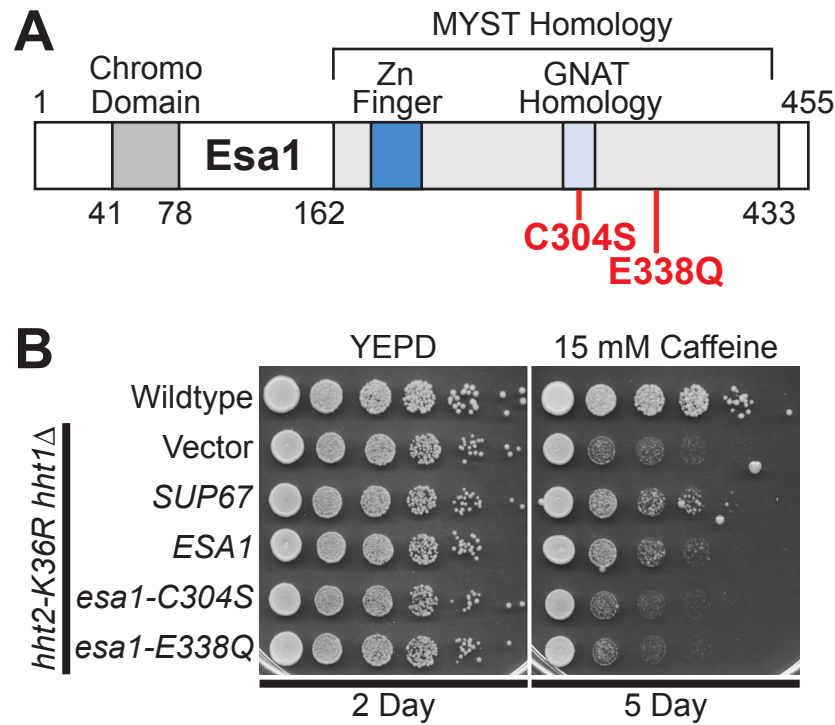 A
MYST Homology
Chromo
Domain
Zn
Finger
GNAT
Homology
1
455
Esa1
41
78
162
433
C304S
E338Q
B
YEPD
15 mM Caffeine
hht2-K36R hht1Δ
Wildtype
Vector
SUP67
ESA1
esa1-C304S
esa1-E338Q
2 Day
5 Day